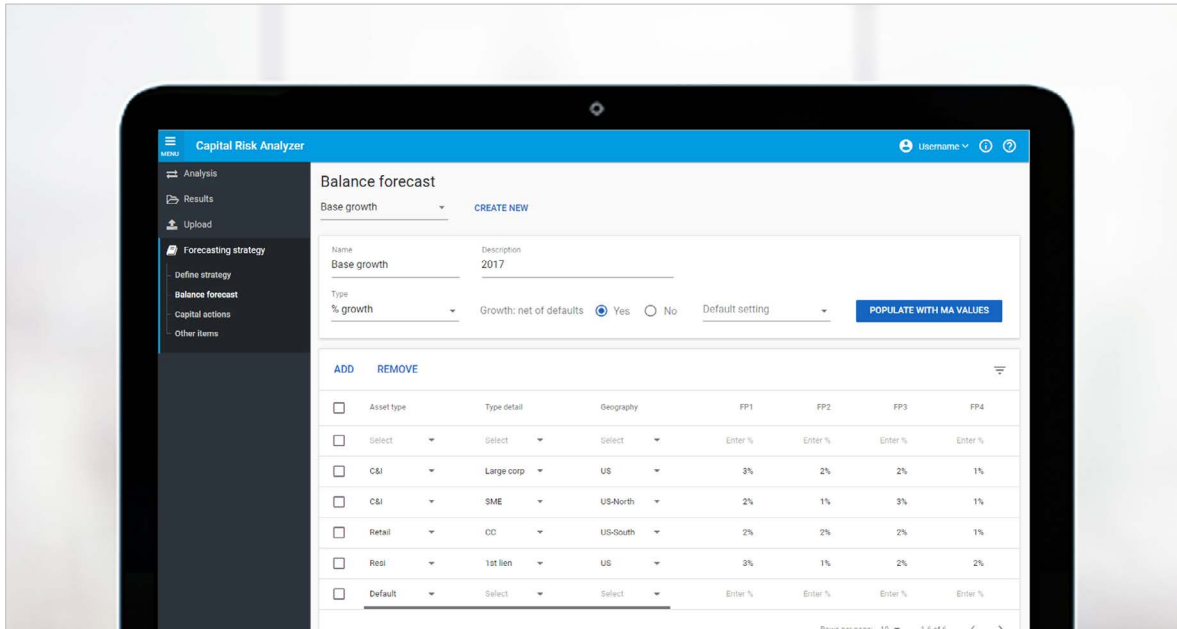 Capital Risk Analyzer
Username
MENU
Analysis
Results
Upload
Forecasting strategy
Define strategy
Balance forecast
Capital actions
Other items
Balance forecast
Base growth
CREATE NEW
Name
Description
Base growth
2017
Type
% growth
Growth: net of defaults
Yes
No
Default setting
POPULATE WITH MA VALUES
ADD REMOVE
Asset type Type detail Geography FP1 FP2 FP3 FP4
Select Select Select Enter % Enter % Enter % Enter %
C&I Large corp US 3% 2% 2% 1%
C&I SME US-North 2% 1% 3% 1%
Retail CC US-South 2% 2% 2% 1%
Resi 1st lien US 3% 1% 2% 2%
Default Select Select Enter % Enter % Enter % Enter %